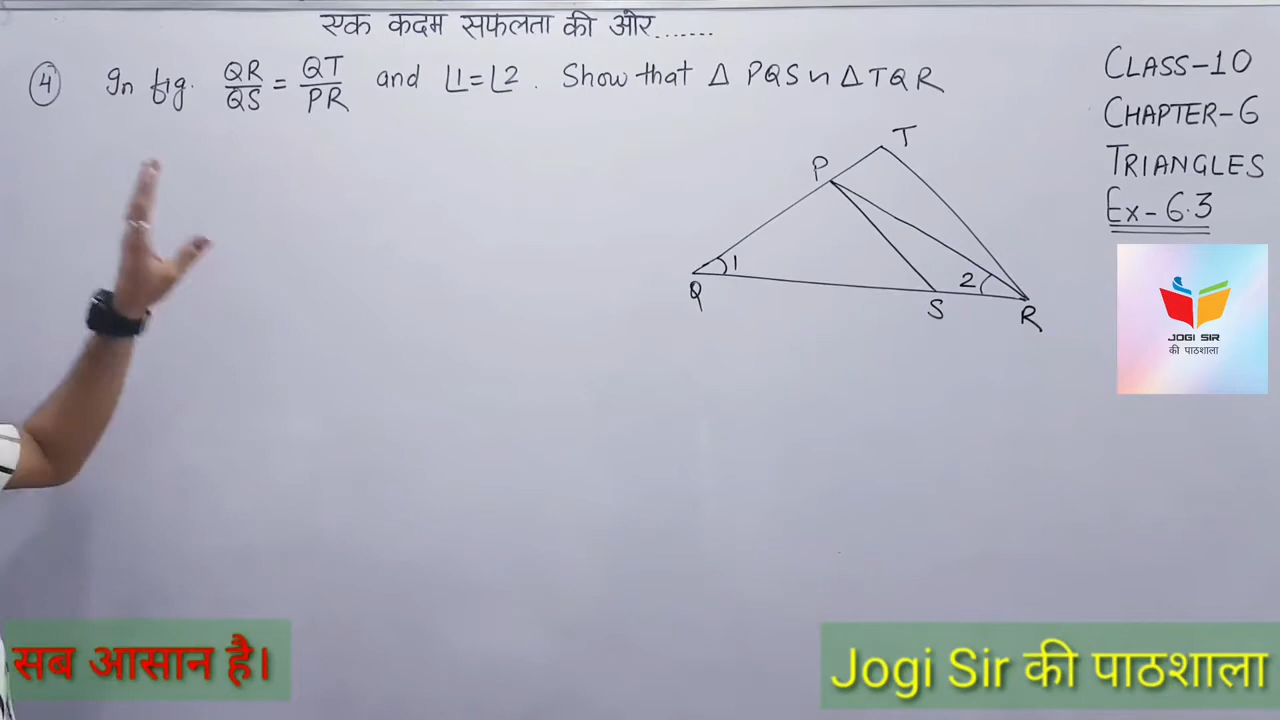 एक कदम सफलता की ओर.......
④ In fig. QR/QS = QT/PR and ∠1=∠2. Show that Δ PQS ~ Δ TQR
CLASS-10
CHAPTER-6
TRIANGLES
Ex-6.3
T
P
1
2
Q
S
R
JOGI SIR
की पाठशाला
सब आसान है।
Jogi Sir की पाठशाला